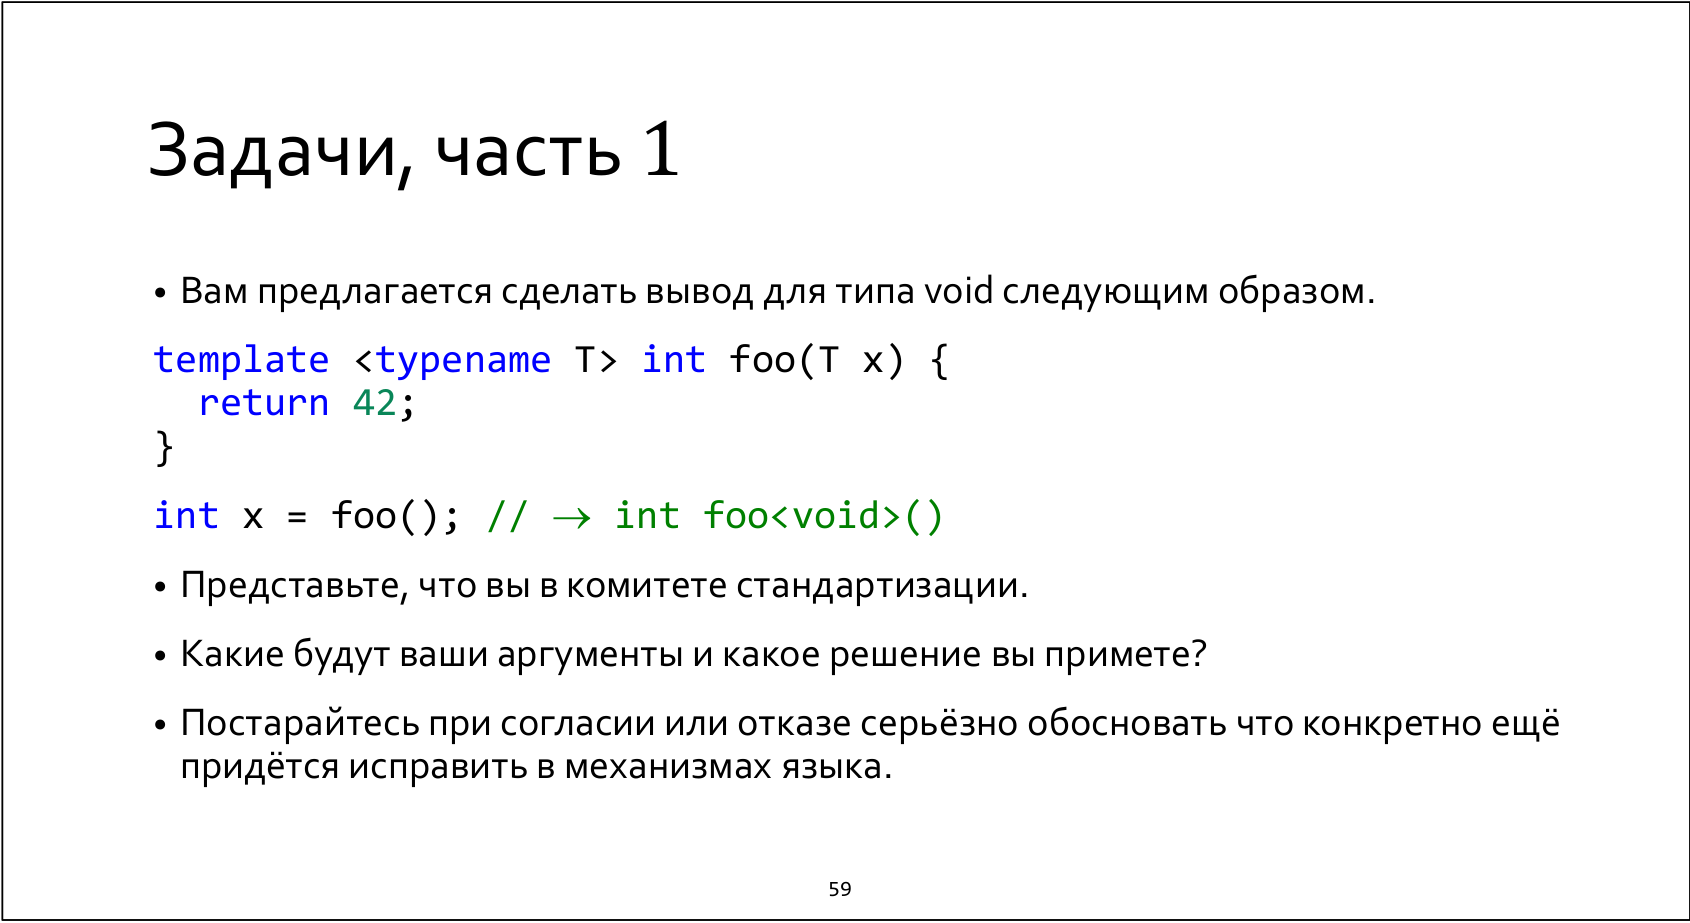 Задачи, часть 1
• Вам предлагается сделать вывод для типа void следующим образом.
template <typename T> int foo(T x) {
  return 42;
}
int x = foo(); // → int foo<void>()
• Представьте, что вы в комитете стандартизации.
• Какие будут ваши аргументы и какое решение вы примете?
• Постарайтесь при согласии или отказе серьёзно обосновать что конкретно ещё
придётся исправить в механизмах языка.
59